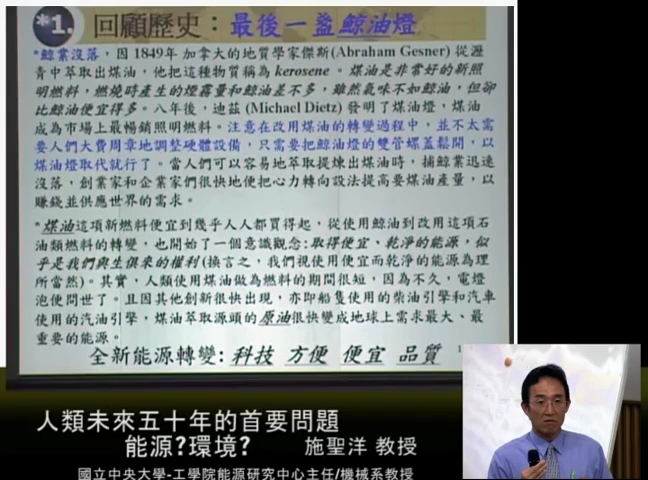 *1. 回顧歷史：最後一盞鯨油燈
*鯨業沒落，因 1849年 加拿大的地質學家傑斯(Abraham Gesner) 從瀝
青中萃取出煤油，他把這種物質稱為 kerosene 。煤油是非常好的新照
明燃料，燃燒時產生的煙霧量和鯨油差不多，雖然氣味不如鯨油，但卻
比鯨油便宜得多。八年後，迪茲 (Michael Dietz) 發明了煤油燈，煤油
成為市場上最暢銷照明燃料。注意在改用煤油的轉變過程中，並不太需
要人們大費周章地調整硬體設備，只需要把鯨油燈的雙管螺蓋鬆開，以
煤油燈取代就行了。當人們可以容易地萃取提煉出煤油時，捕鯨業迅速
沒落，創業家和企業家們很快地便把心力轉向設法提高要煤油產量，以
賺錢並供應世界的需求。
*煤油這項新燃料便宜到幾乎人人都買得起，從使用鯨油到改用這項石
油類燃料的轉變，也開始了一個意識觀念：取得便宜、乾淨的能源，似
乎是我們與生俱來的權利(換言之，我們視使用便宜而乾淨的能源為理
所當然)。其實，人類使用煤油做為燃料的期間很短，因為不久，電燈
泡便問世了。且因其他創新很快出現，亦即船隻使用的柴油引擎和汽車
使用的汽油引擎，煤油萃取源頭的原油很快變成地球上需求最大、最
重要的能源。
全新能源轉變: 科技 方便 便宜 品質
人類未來五十年的首要問題
能源?環境? 施聖洋 教授
國立中央大學-工學院能源研究中心主任/機械系教授